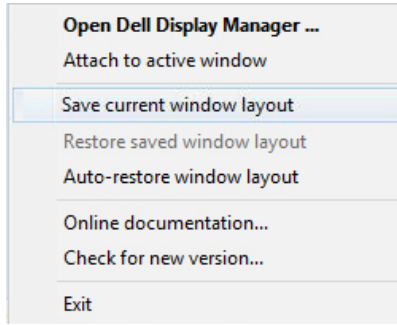 Open Dell Display Manager ...
Attach to active window
Save current window layout
Restore saved window layout
Auto-restore window layout
Online documentation...
Check for new version...
Exit